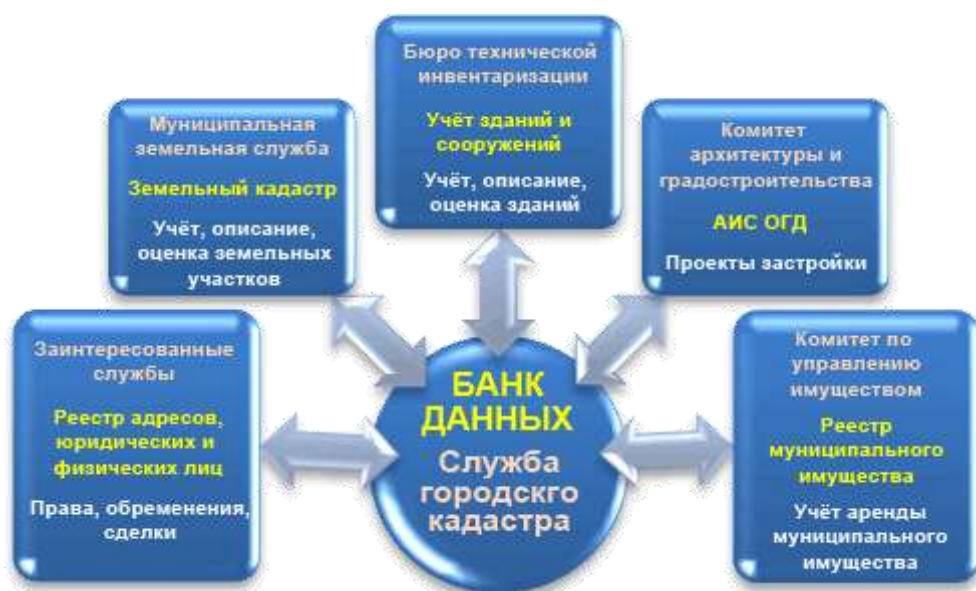 Бюро технической
инвентаризации
Учёт зданий и
сооружений
Учёт, описание,
оценка зданий
Муниципальная
земельная служба
Земельный кадастр
Учёт, описание,
оценка земельных
участков
Комитет
архитектуры и
градостроительства
АИС ОГД
Проекты застройки
Заинтересованные
службы
Реестр адресов,
юридических и
физических лиц
Права, обременения,
сделки
БАНК
ДАННЫХ
Служба
городскго
кадастра
Комитет по
управлению
имуществом
Реестр
муниципального
имущества
Учёт аренды
муниципального
имущества